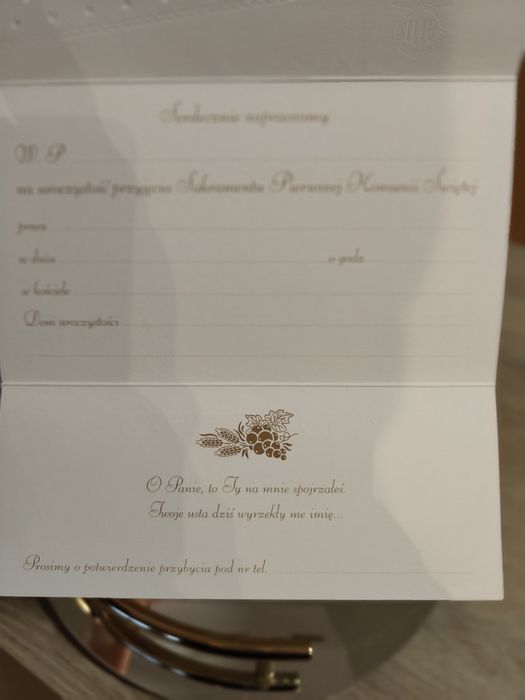 Serdecznie zapraszamy
W. P.
na uroczystość przyjęcia Sakramentu Pierwszej Komunii Świętej
przez
w dniu o godz.
w kościele
Dom uroczystości
O Panie, to Ty na mnie spojrzałeś.
Twoje usta dziś wyrzekły me imię...
Prosimy o potwierdzenie przybycia pod nr tel.